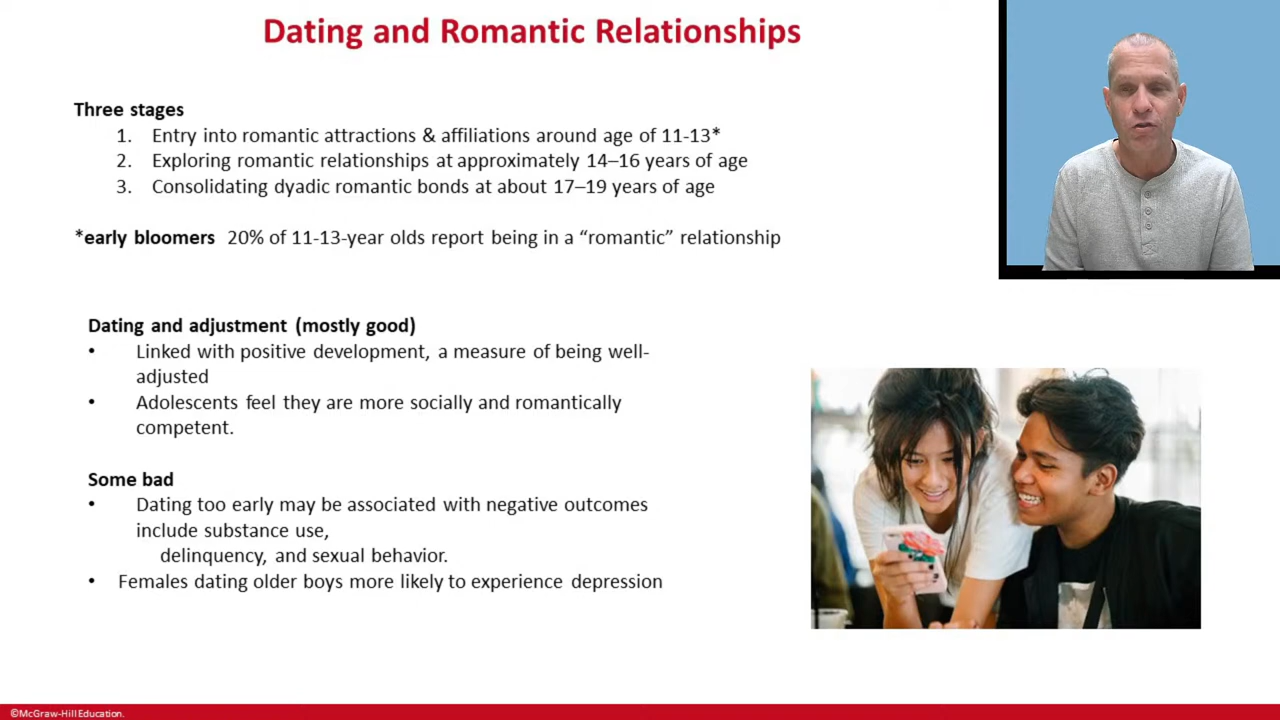 Dating and Romantic Relationships
Three stages
1. Entry into romantic attractions & affiliations around age of 11-13*
2. Exploring romantic relationships at approximately 14–16 years of age
3. Consolidating dyadic romantic bonds at about 17–19 years of age
*early bloomers 20% of 11-13-year olds report being in a “romantic” relationship
Dating and adjustment (mostly good)
• Linked with positive development, a measure of being well-
adjusted
• Adolescents feel they are more socially and romantically
competent.
Some bad
• Dating too early may be associated with negative outcomes
include substance use,
delinquency, and sexual behavior.
• Females dating older boys more likely to experience depression
©McGraw-Hill Education.